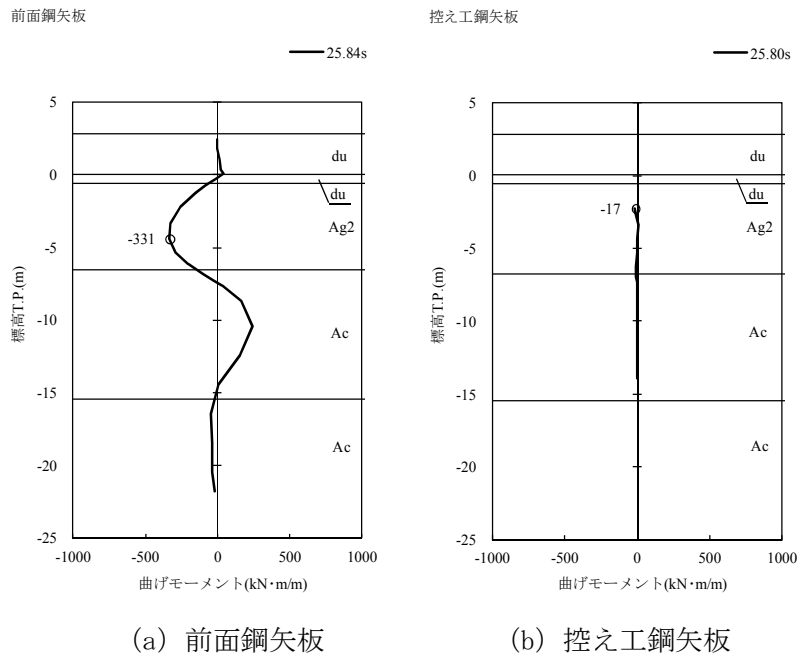 前面鋼矢板
25.84s
5
0
-5
-10
-15
-20
-25
標高T.P.(m)
du
du
Ag2
Ac
Ac
-331
-1000 -500 0 500 1000
曲げモーメント(kN･m/m)
(a) 前面鋼矢板
控え工鋼矢板
25.80s
5
0
-5
-10
-15
-20
-25
標高T.P.(m)
du
du
Ag2
Ac
Ac
-17
-1000 -500 0 500 1000
曲げモーメント(kN･m/m)
(b) 控え工鋼矢板